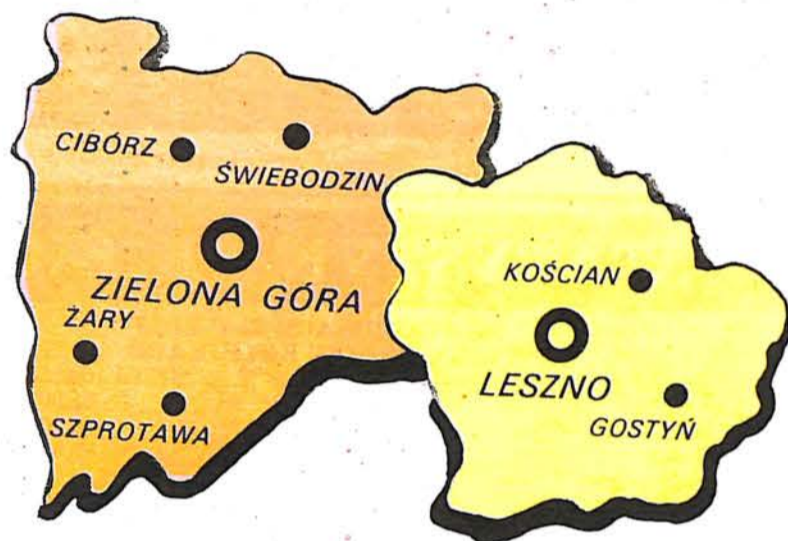 CIBÓRZ
ŚWIEBODZIN
ZIELONA GÓRA
ŻARY
SZPROTAWA
KOŚCIAN
LESZNO
GOSTYŃ